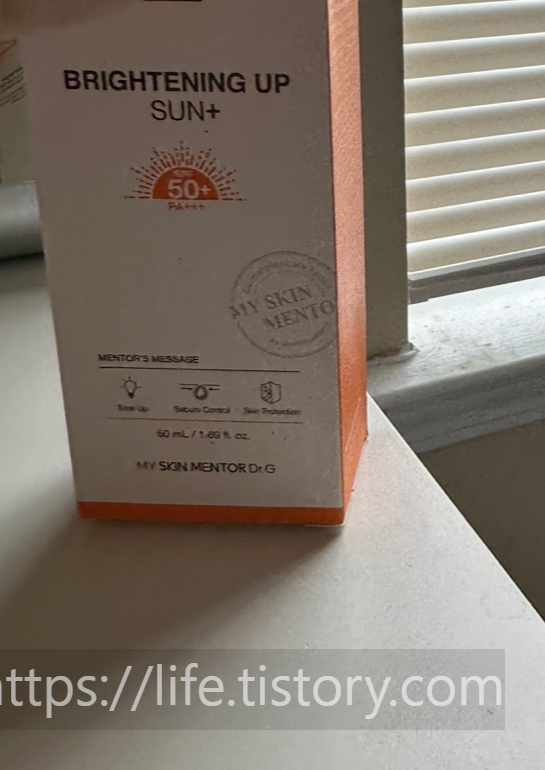 BRIGHTENING UP
SUN+
SPF
50+
PA+++
MY SKIN
MENTO
MENTOR'S MESSAGE
Tone Up Sebum Control Skin Protection
50 mL / 1.69 fl. oz.
MY SKIN MENTOR Dr.G
https://life.tistory.com